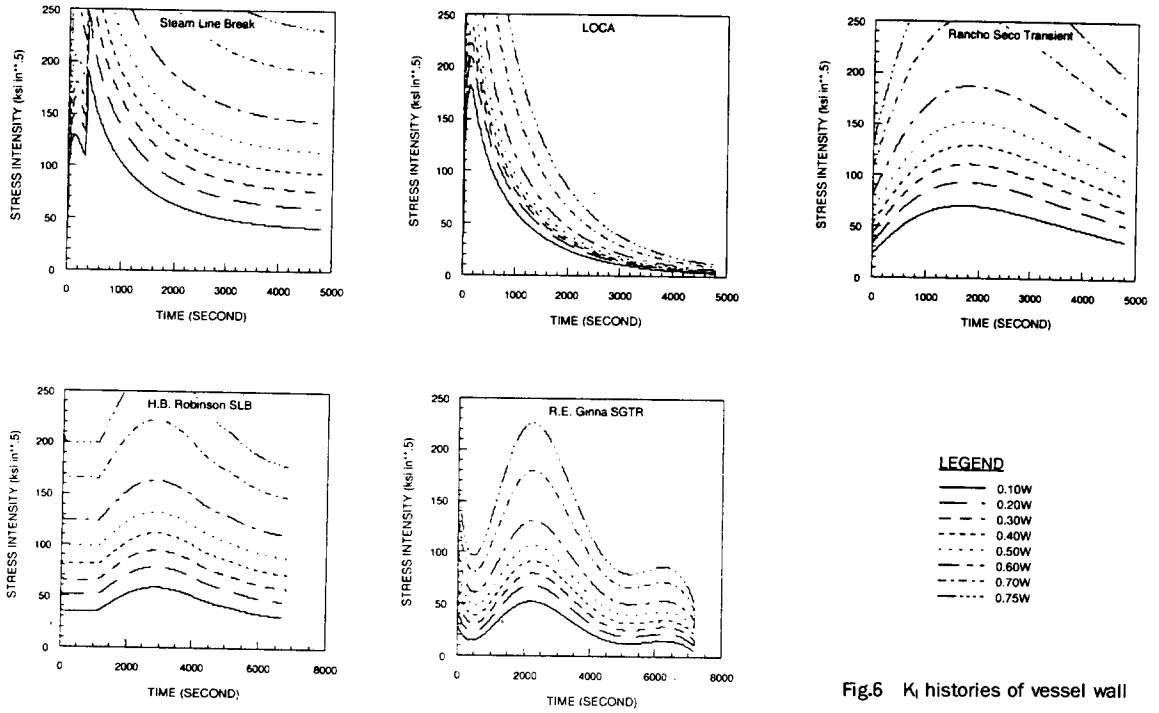 Steam Line Break
STRESS INTENSITY (ksi in**.5)
250
200
150
100
50
0
0 1000 2000 3000 4000 5000
TIME (SECOND)
LOCA
STRESS INTENSITY (ksi in**.5)
250
200
150
100
50
0
0 1000 2000 3000 4000 5000
TIME (SECOND)
Rancho Seco Transient
STRESS INTENSITY (ksi in**.5)
250
200
150
100
50
0
0 1000 2000 3000 4000 5000
TIME (SECOND)
H.B. Robinson SLB
STRESS INTENSITY (ksi in**.5)
250
200
150
100
50
0
0 2000 4000 6000 8000
TIME (SECOND)
R.E. Ginna SGTR
STRESS INTENSITY (ksi in**.5)
250
200
150
100
50
0
0 2000 4000 6000 8000
TIME (SECOND)
LEGEND
0.10W
0.20W
0.30W
0.40W
0.50W
0.60W
0.70W
0.75W
Fig.6 KI histories of vessel wall